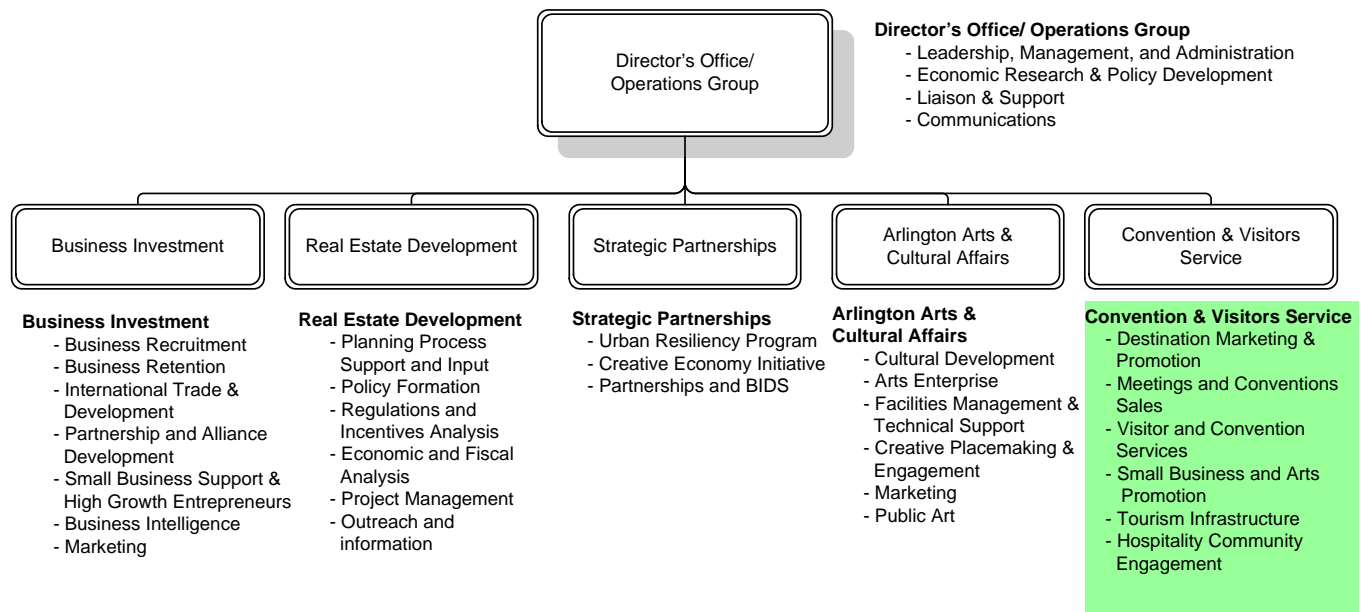 Director's Office/
Operations Group
Director's Office/ Operations Group
- Leadership, Management, and Administration
- Economic Research & Policy Development
- Liaison & Support
- Communications
Business Investment
Real Estate Development
Strategic Partnerships
Arlington Arts &
Cultural Affairs
Convention & Visitors
Service
Business Investment
- Business Recruitment
- Business Retention
- International Trade &
Development
- Partnership and Alliance
Development
- Small Business Support &
High Growth Entrepreneurs
- Business Intelligence
- Marketing
Real Estate Development
- Planning Process
Support and Input
- Policy Formation
- Regulations and
Incentives Analysis
- Economic and Fiscal
Analysis
- Project Management
- Outreach and
information
Strategic Partnerships
- Urban Resiliency Program
- Creative Economy Initiative
- Partnerships and BIDS
Arlington Arts &
Cultural Affairs
- Cultural Development
- Arts Enterprise
- Facilities Management &
Technical Support
- Creative Placemaking &
Engagement
- Marketing
- Public Art
Convention & Visitors Service
- Destination Marketing &
Promotion
- Meetings and Conventions
Sales
- Visitor and Convention
Services
- Small Business and Arts
Promotion
- Tourism Infrastructure
- Hospitality Community
Engagement